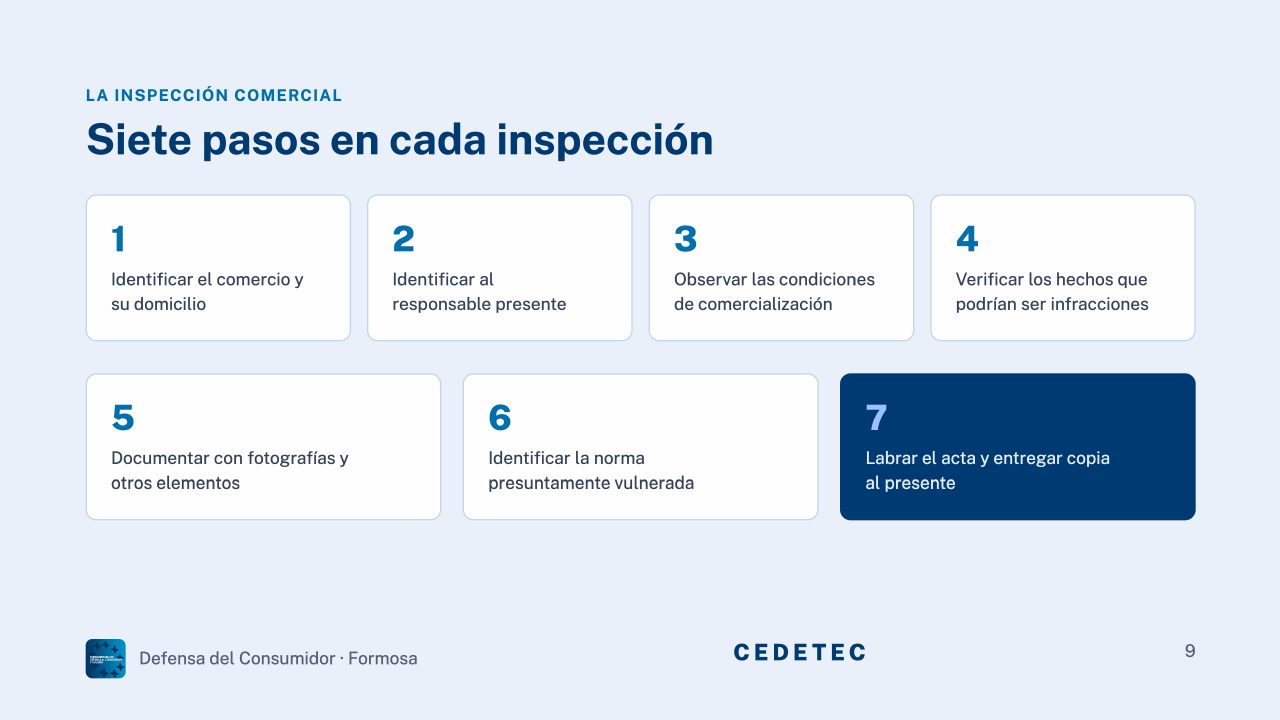 LA INSPECCIÓN COMERCIAL
Siete pasos en cada inspección
1
Identificar el comercio y
su domicilio
2
Identificar al
responsable presente
3
Observar las condiciones
de comercialización
4
Verificar los hechos que
podrían ser infracciones
5
Documentar con fotografías y
otros elementos
6
Identificar la norma
presuntamente vulnerada
7
Labrar el acta y entregar copia
al presente
Defensa del Consumidor · Formosa
CEDETEC
9